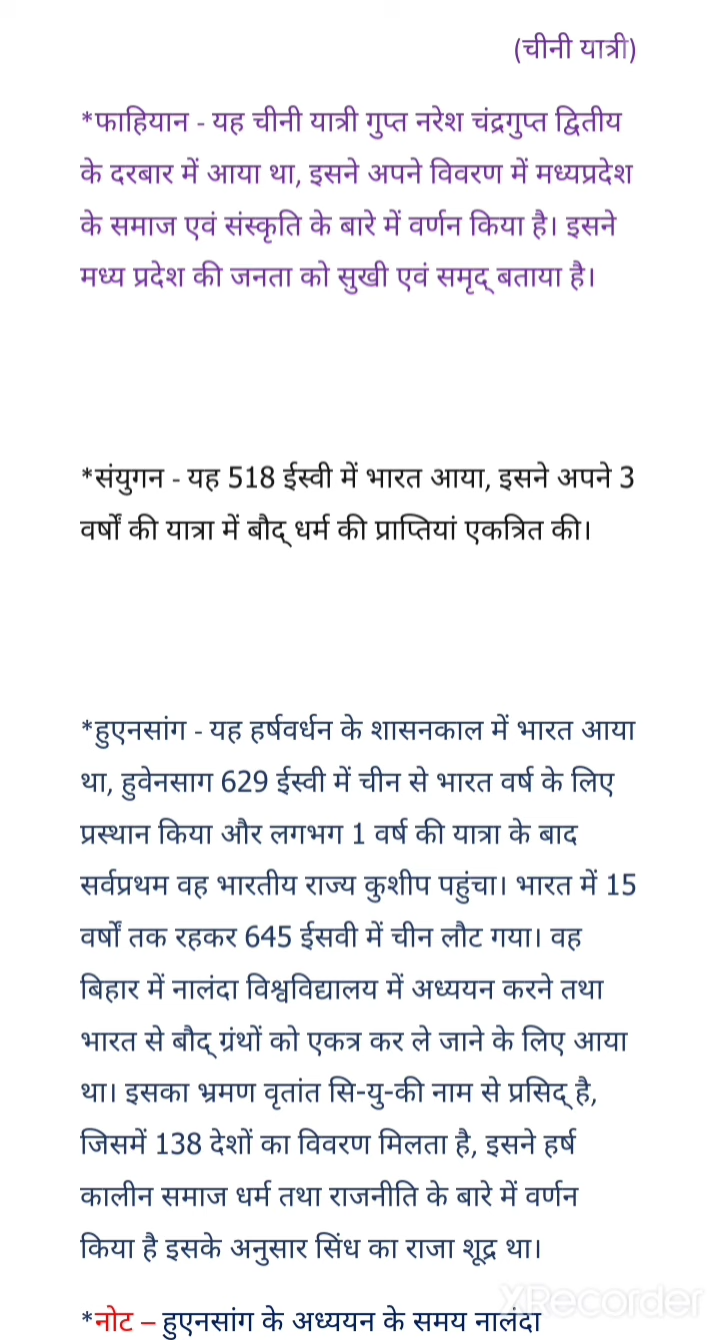 (चीनी यात्री)
*फाहियान - यह चीनी यात्री गुप्त नरेश चंद्रगुप्त द्वितीय
के दरबार में आया था, इसने अपने विवरण में मध्यप्रदेश
के समाज एवं संस्कृति के बारे में वर्णन किया है। इसने
मध्य प्रदेश की जनता को सुखी एवं समृद् बताया है।
*संयुगन - यह 518 ईस्वी में भारत आया, इसने अपने 3
वर्षों की यात्रा में बौद् धर्म की प्राप्तियां एकत्रित की।
*हुएनसांग - यह हर्षवर्धन के शासनकाल में भारत आया
था, हुवेनसाग 629 ईस्वी में चीन से भारत वर्ष के लिए
प्रस्थान किया और लगभग 1 वर्ष की यात्रा के बाद
सर्वप्रथम वह भारतीय राज्य कुशीप पहुंचा। भारत में 15
वर्षों तक रहकर 645 ईसवी में चीन लौट गया। वह
बिहार में नालंदा विश्वविद्यालय में अध्ययन करने तथा
भारत से बौद् ग्रंथों को एकत्र कर ले जाने के लिए आया
था। इसका भ्रमण वृतांत सि-यु-की नाम से प्रसिद् है,
जिसमें 138 देशों का विवरण मिलता है, इसने हर्ष
कालीन समाज धर्म तथा राजनीति के बारे में वर्णन
किया है इसके अनुसार सिंध का राजा शूद्र था।
XRecorder
*नोट – हुएनसांग के अध्ययन के समय नालंदा